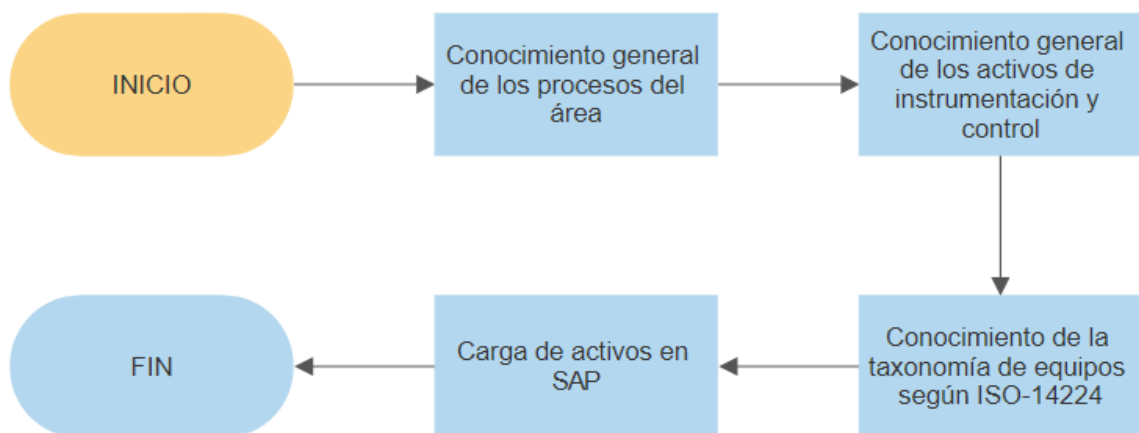 INICIO
Conocimiento general
de los procesos del
área
Conocimiento general
de los activos de
instrumentación y
control
Conocimiento de la
taxonomía de equipos
según ISO-14224
Carga de activos en
SAP
FIN